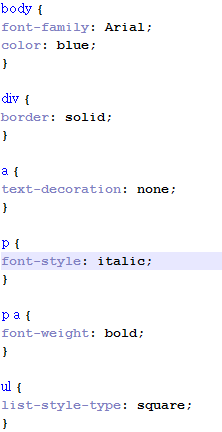 body {
font-family: Arial;
color: blue;
}
div {
border: solid;
}
a {
text-decoration: none;
}
p {
font-style: italic;
}
p a {
font-weight: bold;
}
ul {
list-style-type: square;
}